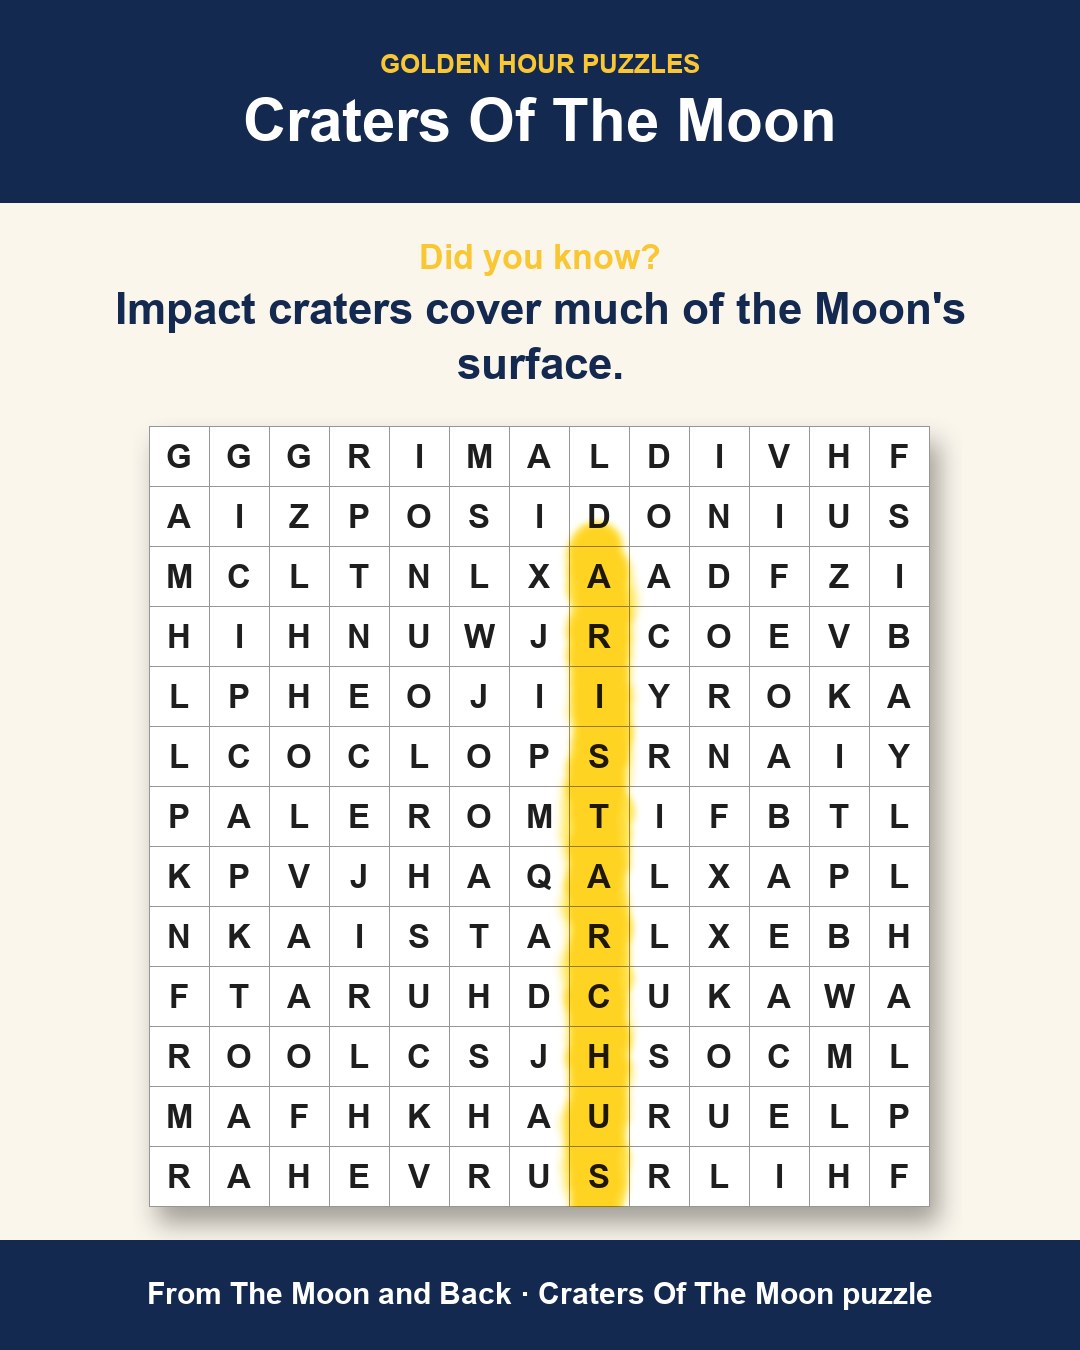 GOLDEN HOUR PUZZLES
Craters Of The Moon
Did you know?
Impact craters cover much of the Moon's
surface.
G G G R I M A L D I V H F
A I Z P O S I D O N I U S
M C L T N L X A A D F Z I
H I H N U W J R C O E V B
L P H E O J I I Y R O K A
L C O C L O P S R N A I Y
P A L E R O M T I F B T L
K P V J H A Q A L X A P L
N K A I S T A R L X E B H
F T A R U H D C U K A W A
R O O L C S J H S O C M L
M A F H K H A U R U E L P
R A H E V R U S R L I H F
From The Moon and Back · Craters Of The Moon puzzle